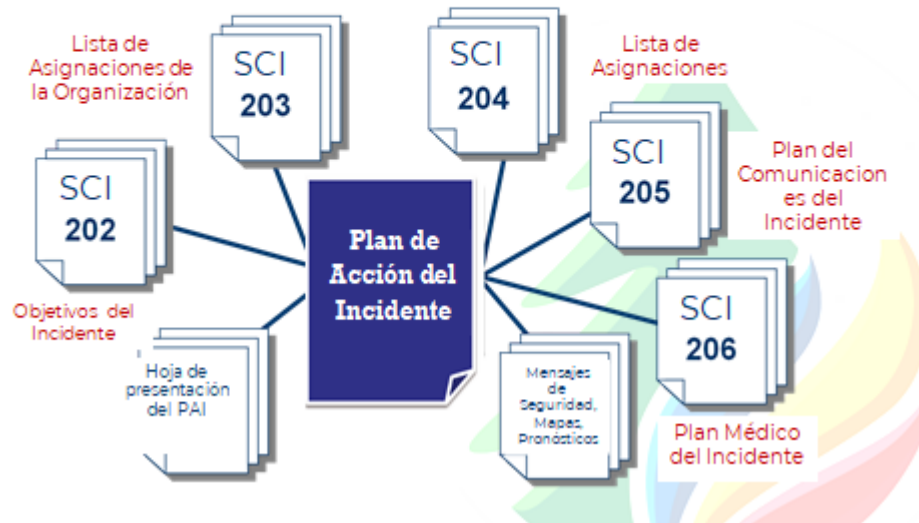 Lista de
Asignaciones de
la Organización
SCI
203
SCI
204
Lista de
Asignaciones
SCI
202
Objetivos del
Incidente
SCI
205
Plan del
Comunicacion
es del
Incidente
Plan de
Acción del
Incidente
SCI
206
Plan Médico
del Incidente
Hoja de
presentación
del PAI
Mensajes
de
Seguridad,
Mapas,
Pronósticos